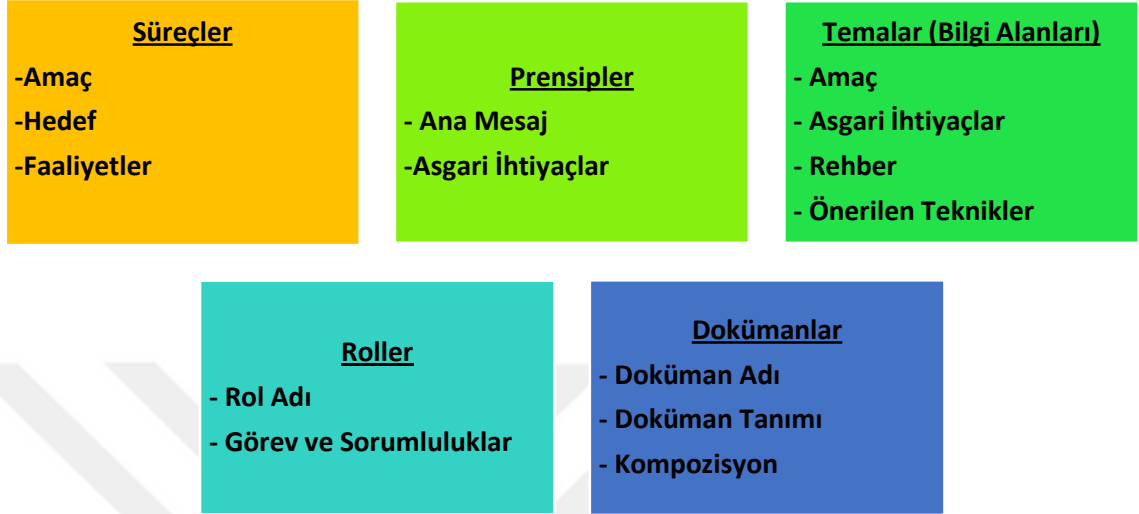 Süreçler
-Amaç
-Hedef
-Faaliyetler
Prensipler
- Ana Mesaj
-Asgari İhtiyaçlar
Temalar (Bilgi Alanları)
- Amaç
- Asgari İhtiyaçlar
- Rehber
- Önerilen Teknikler
Roller
- Rol Adı
- Görev ve Sorumluluklar
Dokümanlar
- Doküman Adı
- Doküman Tanımı
- Kompozisyon